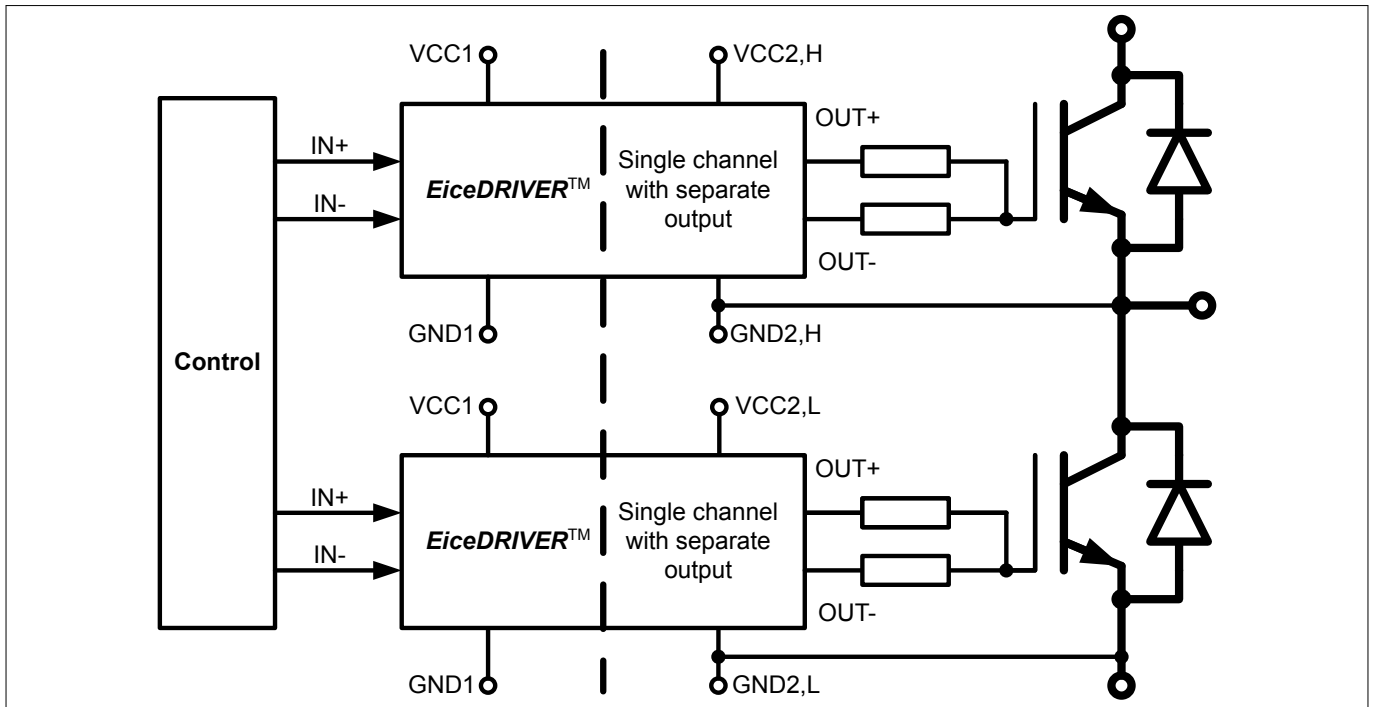 VCC1
VCC2,H
OUT+
IN+
EiceDRIVER™
Single channel
with separate
output
IN-
OUT-
GND1
GND2,H
Control
VCC1
VCC2,L
OUT+
IN+
EiceDRIVER™
Single channel
with separate
output
IN-
OUT-
GND1
GND2,L